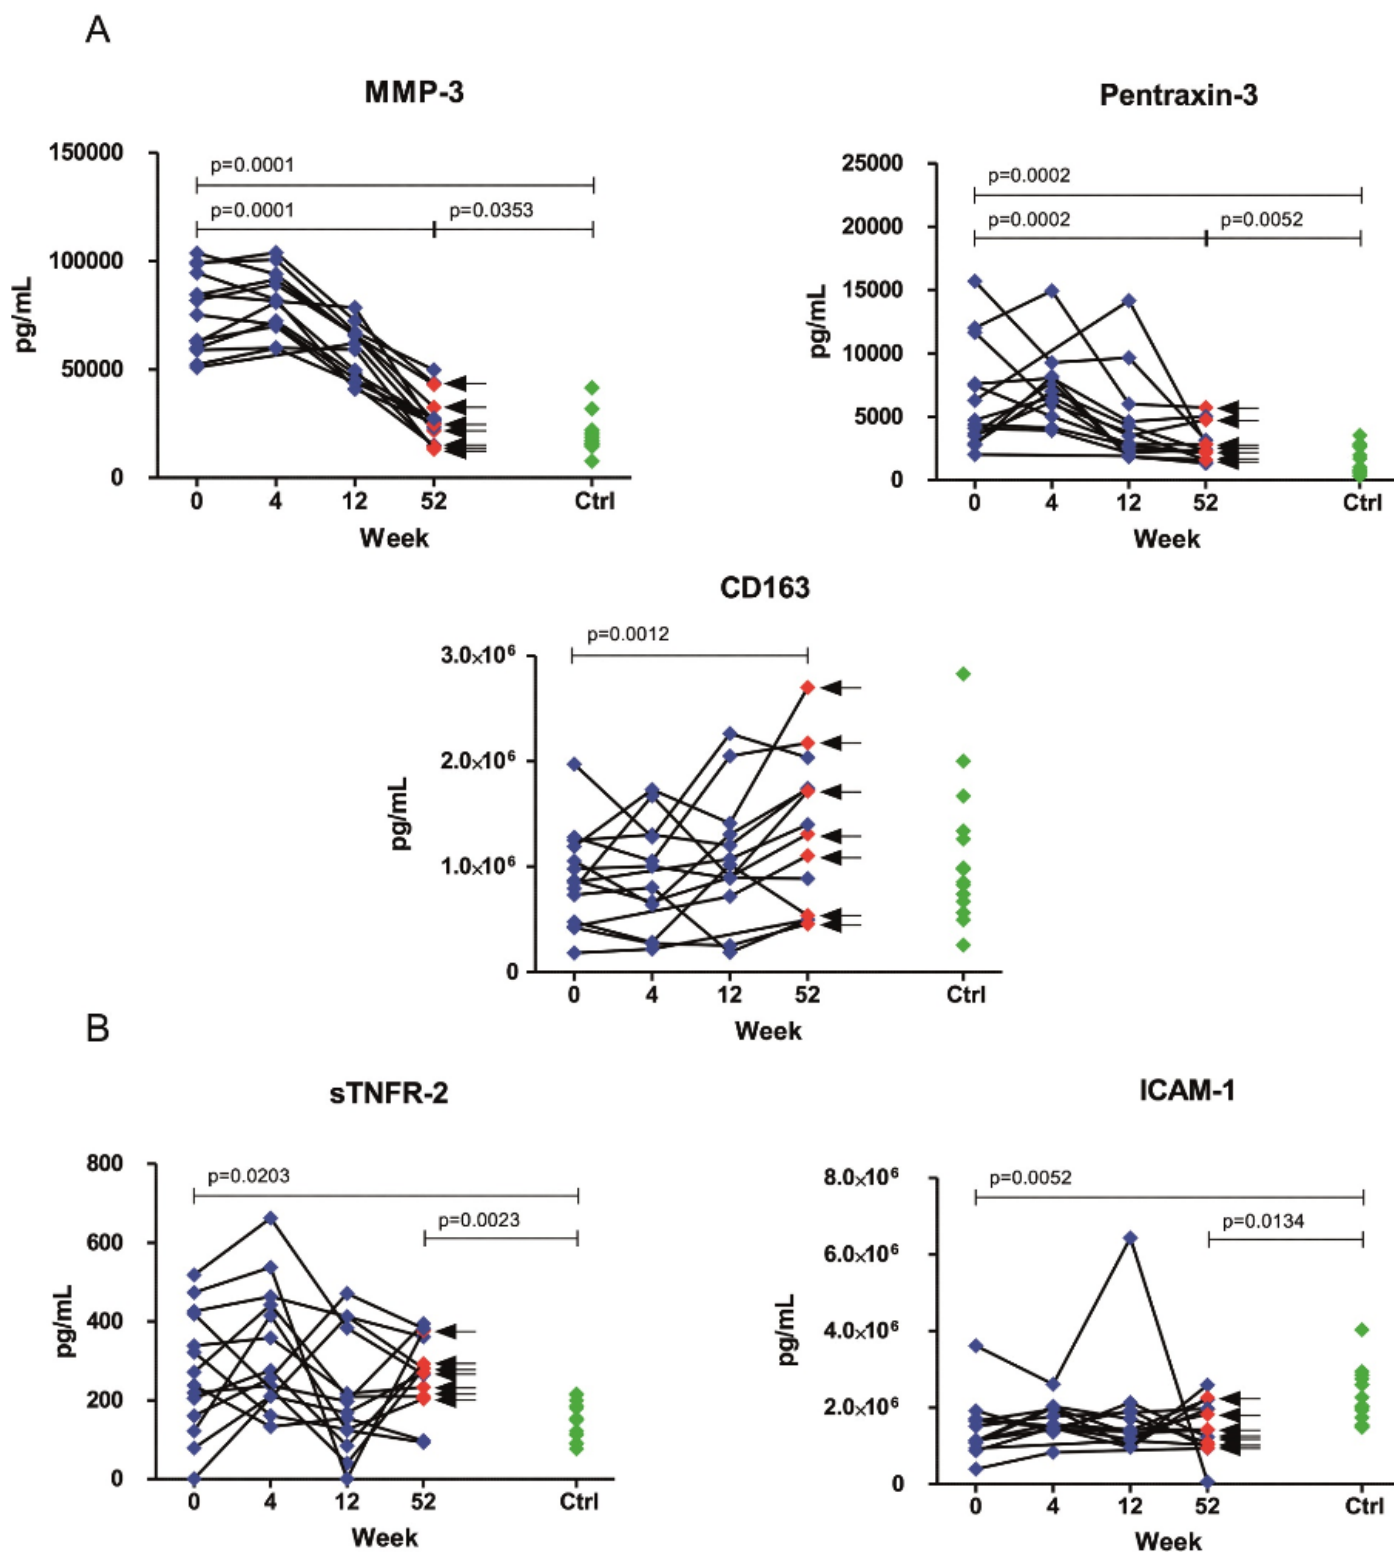 A
MMP-3
150000
100000
50000
0
pg/mL
p=0.0001
p=0.0001
p=0.0353
0 4 12 52 Ctrl
Week
Pentraxin-3
25000
20000
15000
10000
5000
0
pg/mL
p=0.0002
p=0.0002
p=0.0052
0 4 12 52 Ctrl
Week
CD163
3.0×10⁶
2.0×10⁶
1.0×10⁶
0
pg/mL
p=0.0012
0 4 12 52 Ctrl
Week
B
sTNFR-2
800
600
400
200
0
pg/mL
p=0.0203
p=0.0023
0 4 12 52 Ctrl
Week
ICAM-1
8.0×10⁶
6.0×10⁶
4.0×10⁶
2.0×10⁶
0
pg/mL
p=0.0052
p=0.0134
0 4 12 52 Ctrl
Week